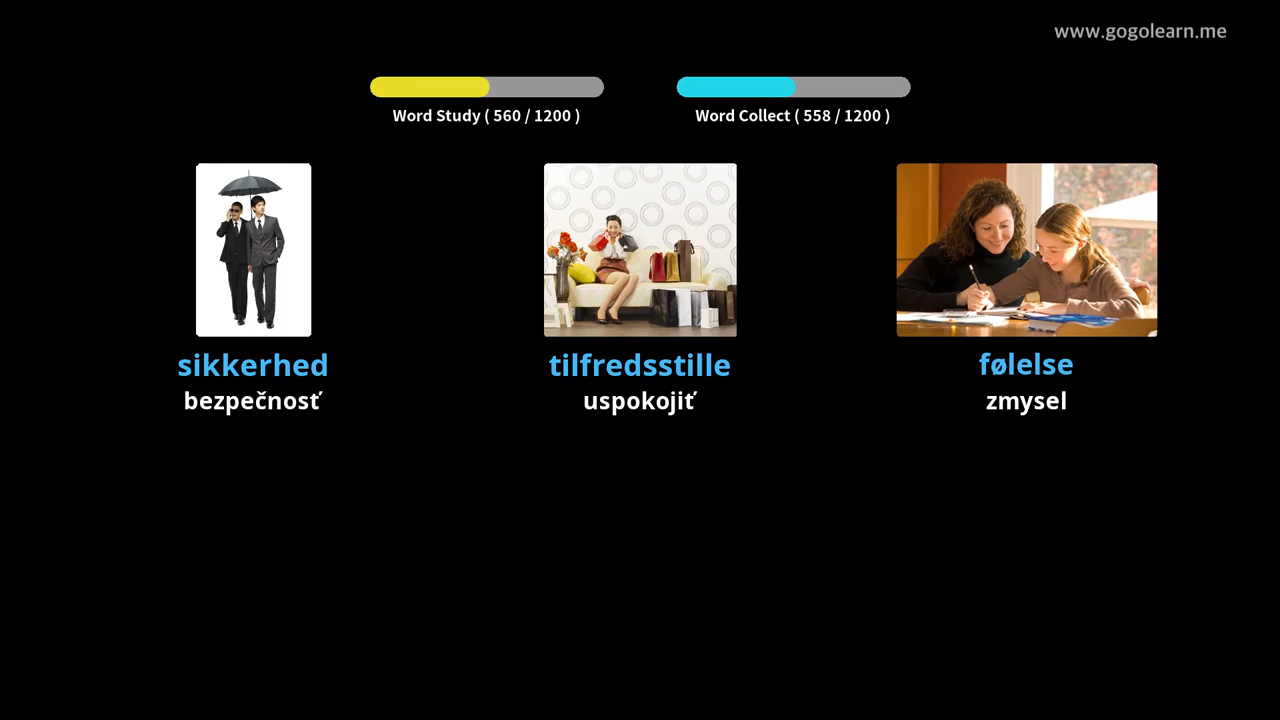 www.gogolearn.me
Word Study ( 560 / 1200 )
Word Collect ( 558 / 1200 )
sikkerhed
bezpečnosť
tilfredsstille
uspokojiť
følelse
zmysel